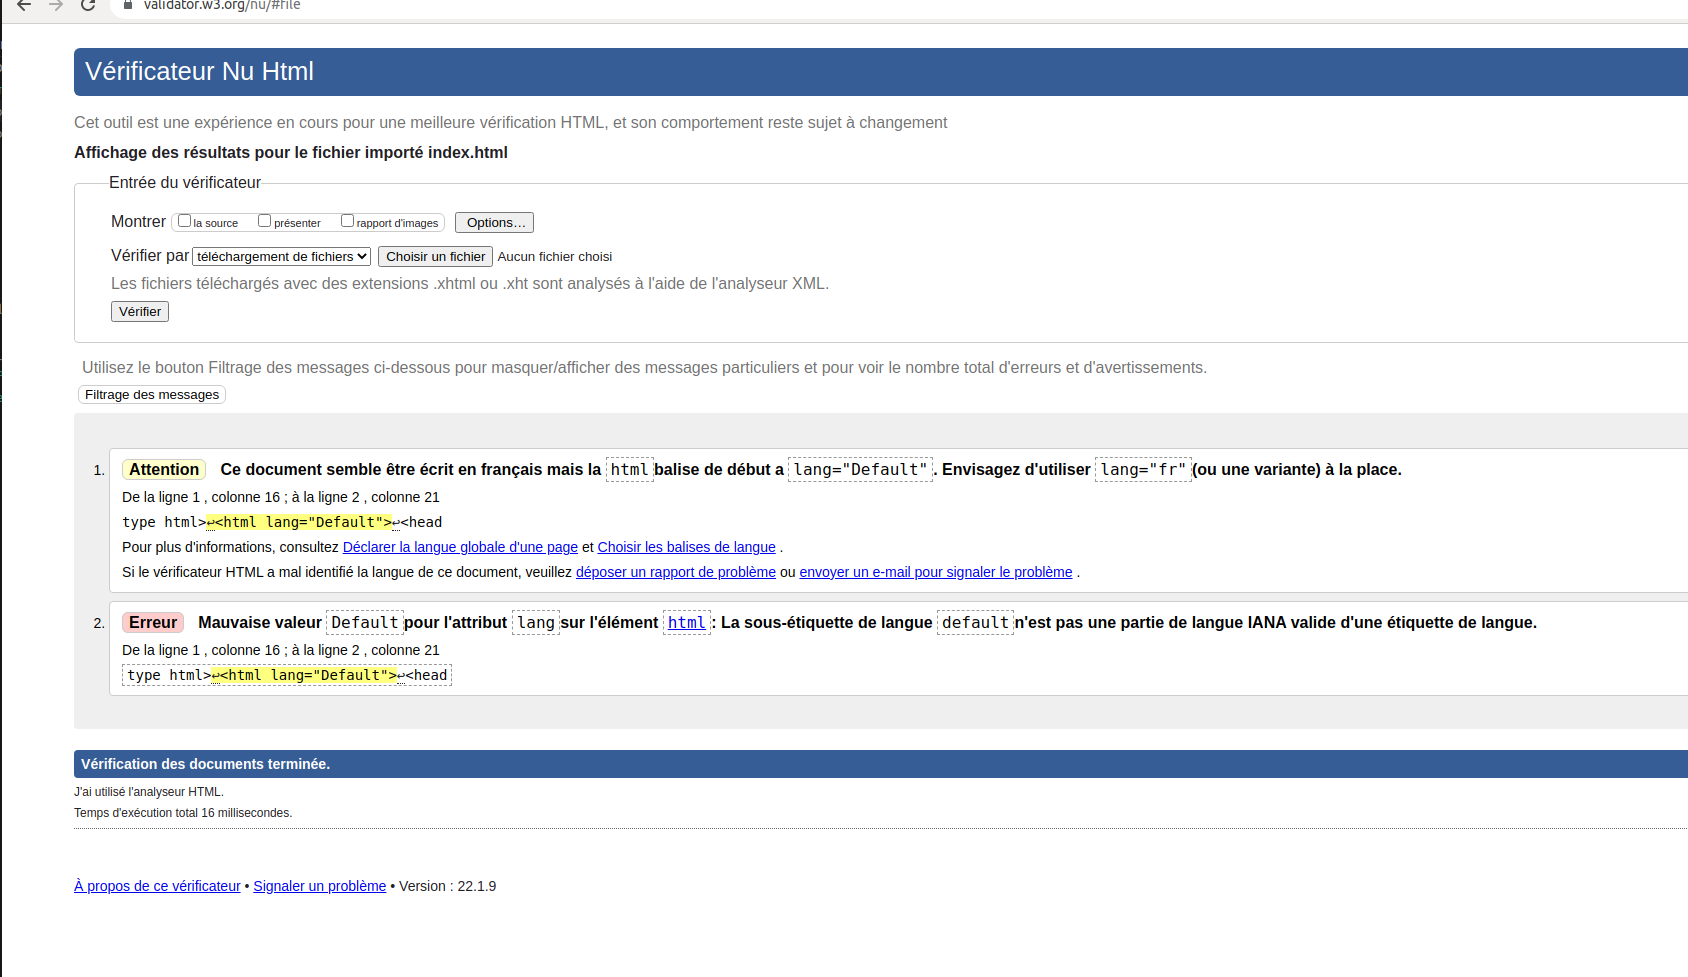 validator.w3.org/nu/#file
Vérificateur Nu Html
Cet outil est une expérience en cours pour une meilleure vérification HTML, et son comportement reste sujet à changement
Affichage des résultats pour le fichier importé index.html
Entrée du vérificateur
Montrer la source présenter rapport d'images Options…
Vérifier par téléchargement de fichiers Choisir un fichier Aucun fichier choisi
Les fichiers téléchargés avec des extensions .xhtml ou .xht sont analysés à l'aide de l'analyseur XML.
Vérifier
Utilisez le bouton Filtrage des messages ci-dessous pour masquer/afficher des messages particuliers et pour voir le nombre total d'erreurs et d'avertissements.
Filtrage des messages
1. Attention Ce document semble être écrit en français mais la html balise de début a lang="Default". Envisagez d'utiliser lang="fr" (ou une variante) à la place.
De la ligne 1 , colonne 16 ; à la ligne 2 , colonne 21
type html>↩<html lang="Default">↩<head
Pour plus d'informations, consultez Déclarer la langue globale d'une page et Choisir les balises de langue .
Si le vérificateur HTML a mal identifié la langue de ce document, veuillez déposer un rapport de problème ou envoyer un e-mail pour signaler le problème .
2. Erreur Mauvaise valeur Default pour l'attribut lang sur l'élément html : La sous-étiquette de langue default n'est pas une partie de langue IANA valide d'une étiquette de langue.
De la ligne 1 , colonne 16 ; à la ligne 2 , colonne 21
type html>↩<html lang="Default">↩<head
Vérification des documents terminée.
J'ai utilisé l'analyseur HTML.
Temps d'exécution total 16 millisecondes.
À propos de ce vérificateur • Signaler un problème • Version : 22.1.9